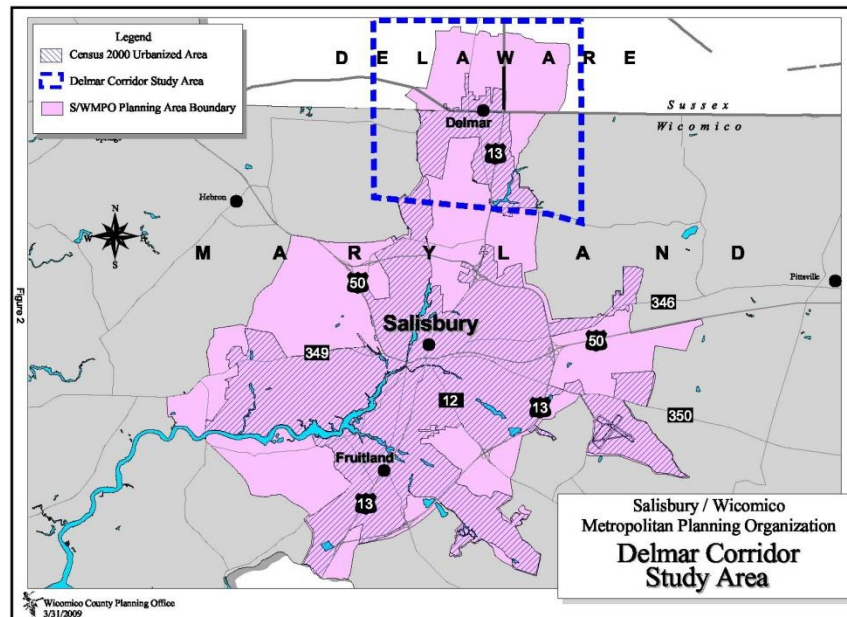 Legend
Census 2000 Urbanized Area
Delmar Corridor Study Area
S/WMPO Planning Area Boundary
D E L A W A R E
Sussex
Wicomico
Delmar
13
Hebron
N
W
S
M A R Y L A N D
Pittsville
50
346
Salisbury
50
349
12
13
350
Fruitland
13
Figure 2
Salisbury / Wicomico
Metropolitan Planning Organization
Delmar Corridor
Study Area
Wicomico County Planning Office
3/31/2009